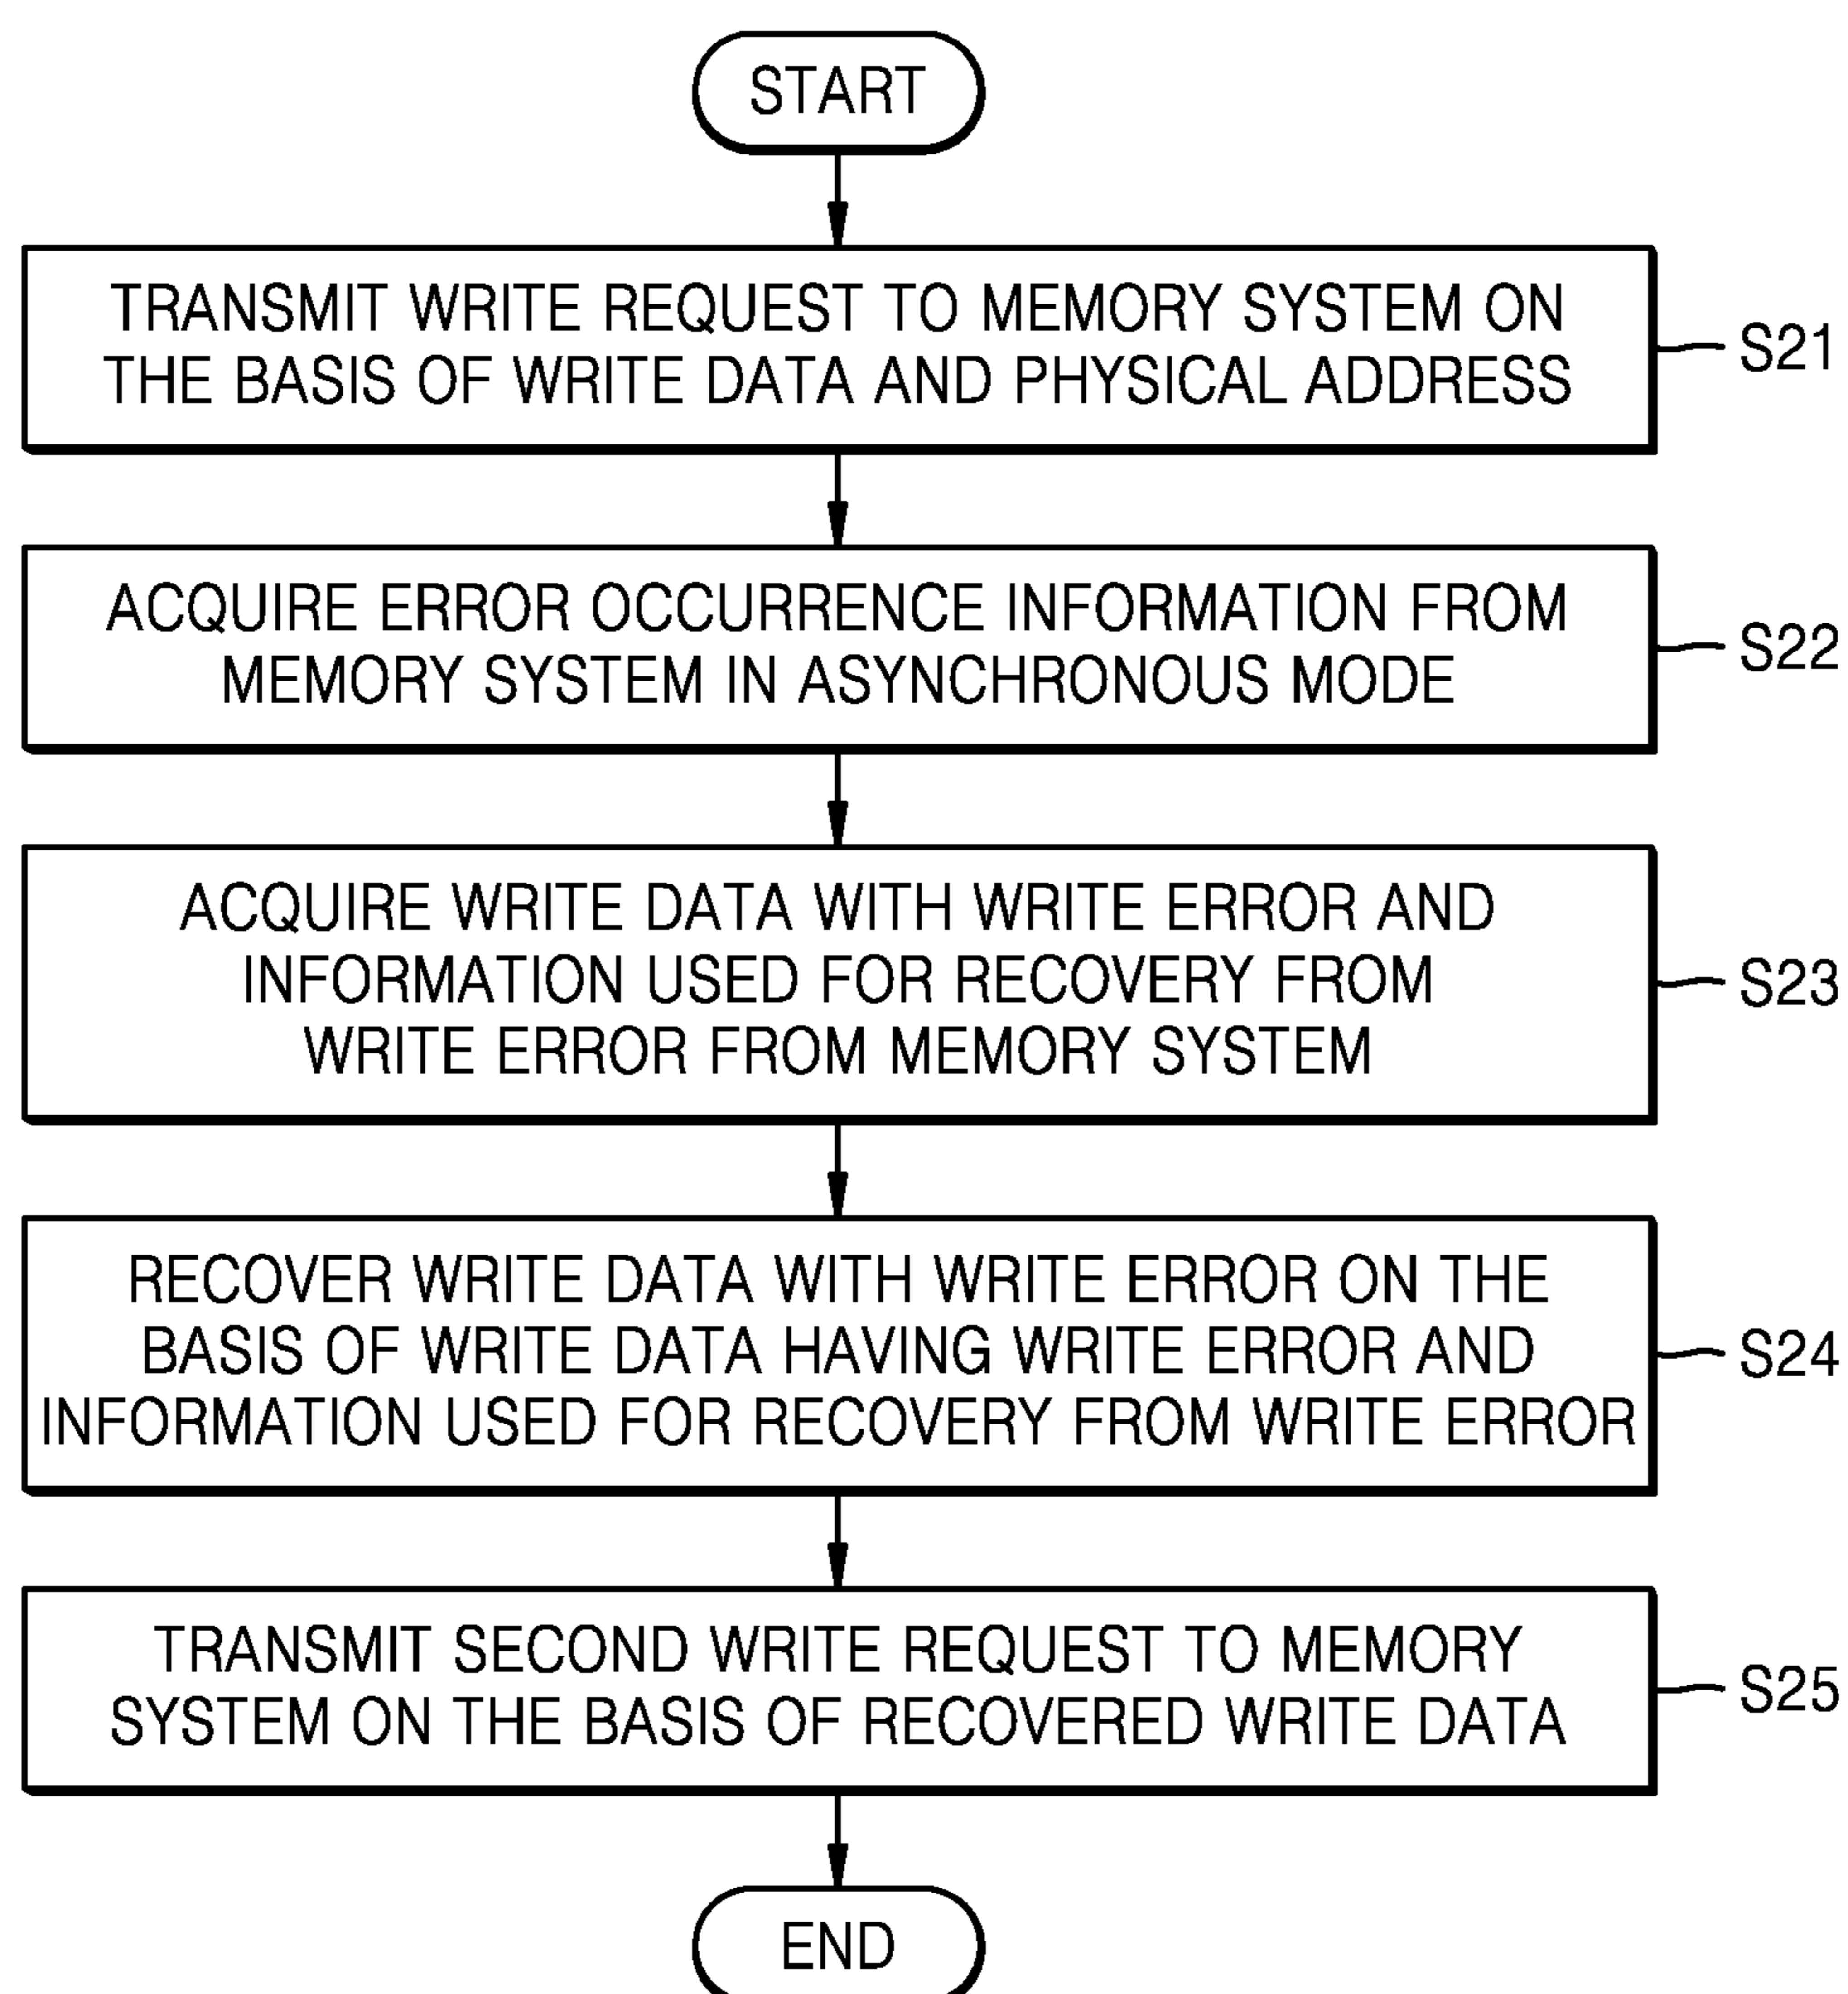 START
TRANSMIT WRITE REQUEST TO MEMORY SYSTEM ON
THE BASIS OF WRITE DATA AND PHYSICAL ADDRESS
S21
ACQUIRE ERROR OCCURRENCE INFORMATION FROM
MEMORY SYSTEM IN ASYNCHRONOUS MODE
S22
ACQUIRE WRITE DATA WITH WRITE ERROR AND
INFORMATION USED FOR RECOVERY FROM
WRITE ERROR FROM MEMORY SYSTEM
S23
RECOVER WRITE DATA WITH WRITE ERROR ON THE
BASIS OF WRITE DATA HAVING WRITE ERROR AND
INFORMATION USED FOR RECOVERY FROM WRITE ERROR
S24
TRANSMIT SECOND WRITE REQUEST TO MEMORY
SYSTEM ON THE BASIS OF RECOVERED WRITE DATA
S25
END